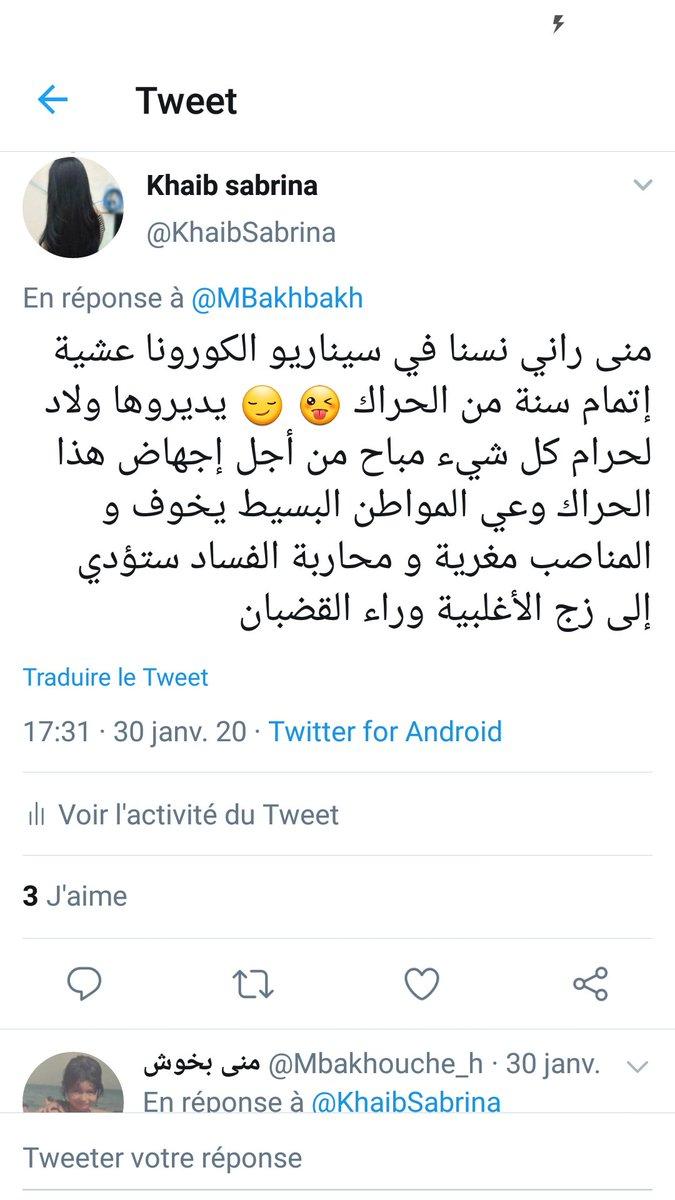 Tweet
Khaib sabrina
@KhaibSabrina
En réponse à @MBakhbakh
منى راني نسنا في سيناريو الكورونا عشية
إتمام سنة من الحراك 😜 😏 يديروها ولاد
لحرام كل شيء مباح من أجل إجهاض هذا
الحراك وعي المواطن البسيط يخوف و
المناصب مغرية و محاربة الفساد ستؤدي
إلى زج الأغلبية وراء القضبان
Traduire le Tweet
17:31 · 30 janv. 20 · Twitter for Android
Voir l'activité du Tweet
3 J'aime
منى بخوش @Mbakhouche_h · 30 janv.
En réponse à @KhaibSabrina
Tweeter votre réponse